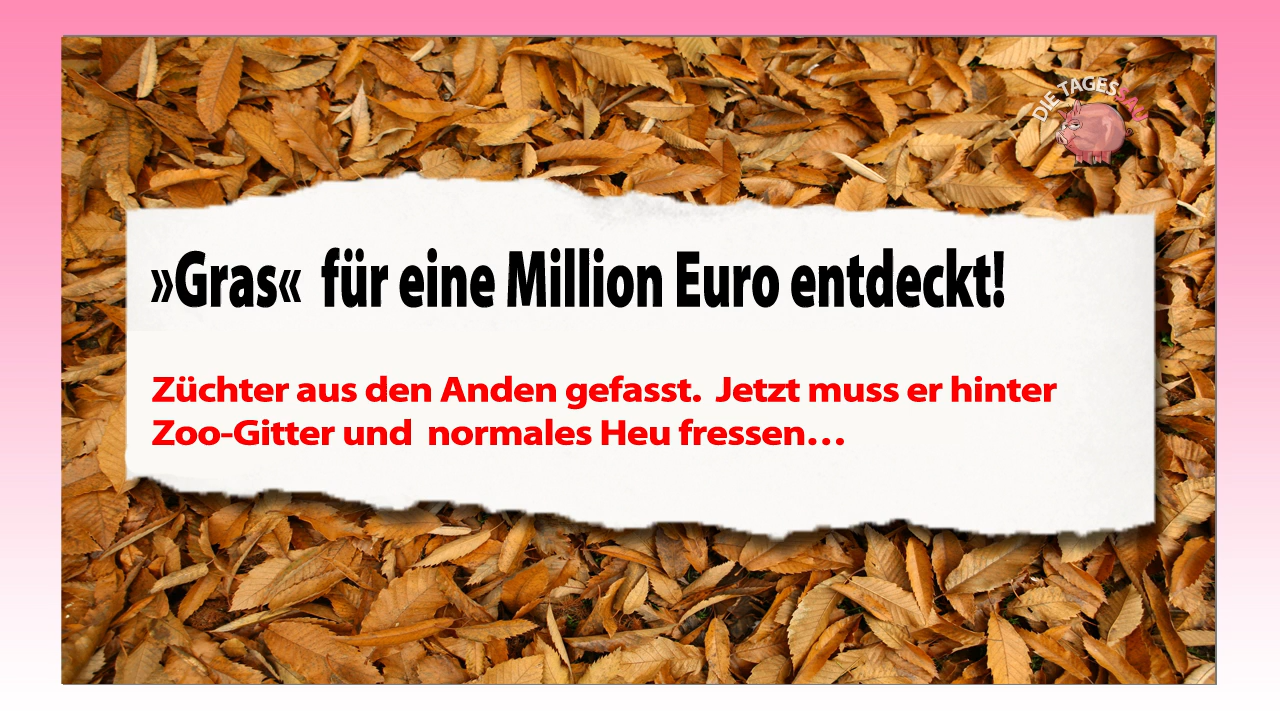 DIE TAGESSAU
»Gras« für eine Million Euro entdeckt!
Züchter aus den Anden gefasst. Jetzt muss er hinter
Zoo-Gitter und normales Heu fressen…